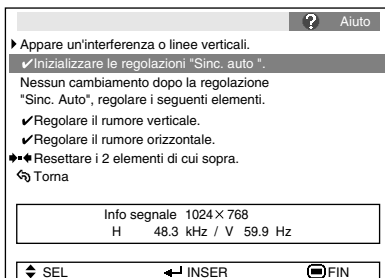 ? Aiuto
Appare un'interferenza o linee verticali.
✔Inizializzare le regolazioni "Sinc. auto ".
Nessun cambiamento dopo la regolazione
"Sinc. Auto", regolare i seguenti elementi.
✔Regolare il rumore verticale.
✔Regolare il rumore orizzontale.
Resettare i 2 elementi di cui sopra.
Torna
Info segnale 1024×768
H 48.3 kHz / V 59.9 Hz
SEL INSER FIN